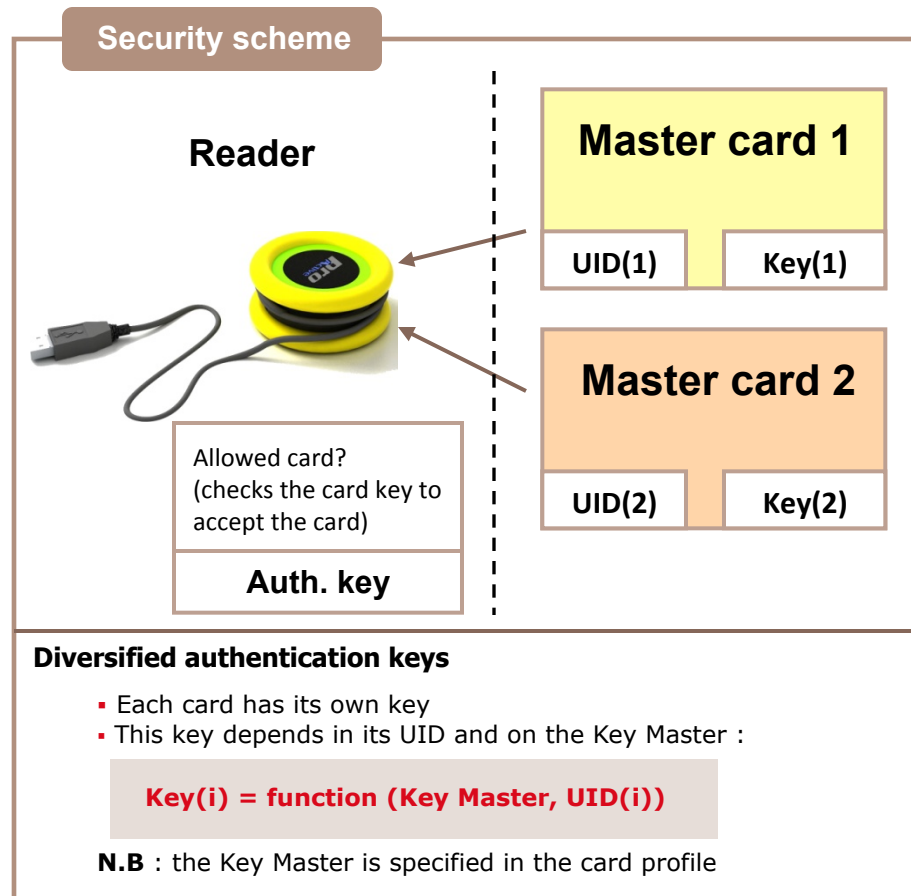 Security scheme
Reader
Master card 1
UID(1)
Key(1)
Pro
Active
Master card 2
UID(2)
Key(2)
Allowed card?
(checks the card key to
accept the card)
Auth. key
Diversified authentication keys
▪ Each card has its own key
▪ This key depends in its UID and on the Key Master :
Key(i) = function (Key Master, UID(i))
N.B : the Key Master is specified in the card profile